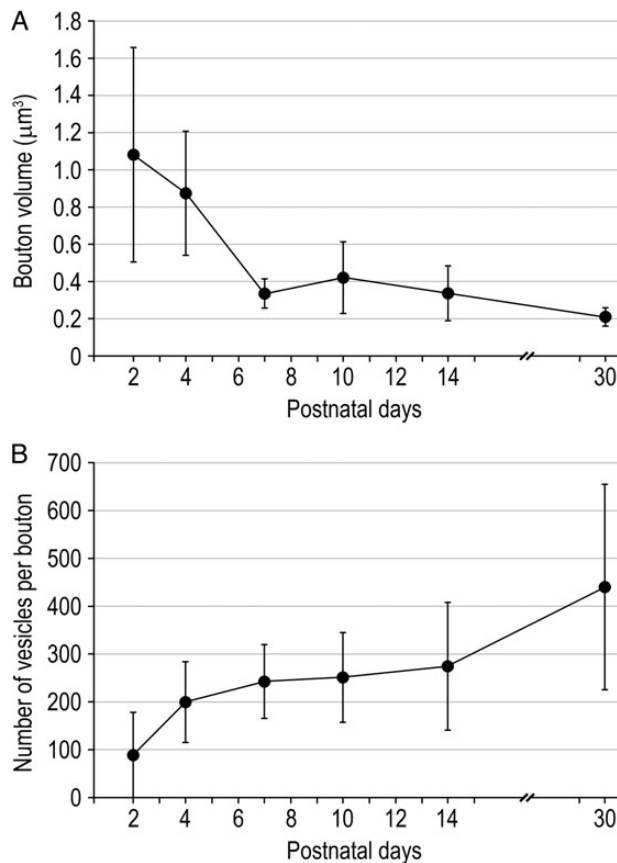 A
1.8
1.6
1.4
1.2
1.0
0.8
0.6
0.4
0.2
0
Bouton volume (μm³)
2 4 6 8 10 12 14 30
Postnatal days
B
700
600
500
400
300
200
100
0
Number of vesicles per bouton
2 4 6 8 10 12 14 30
Postnatal days